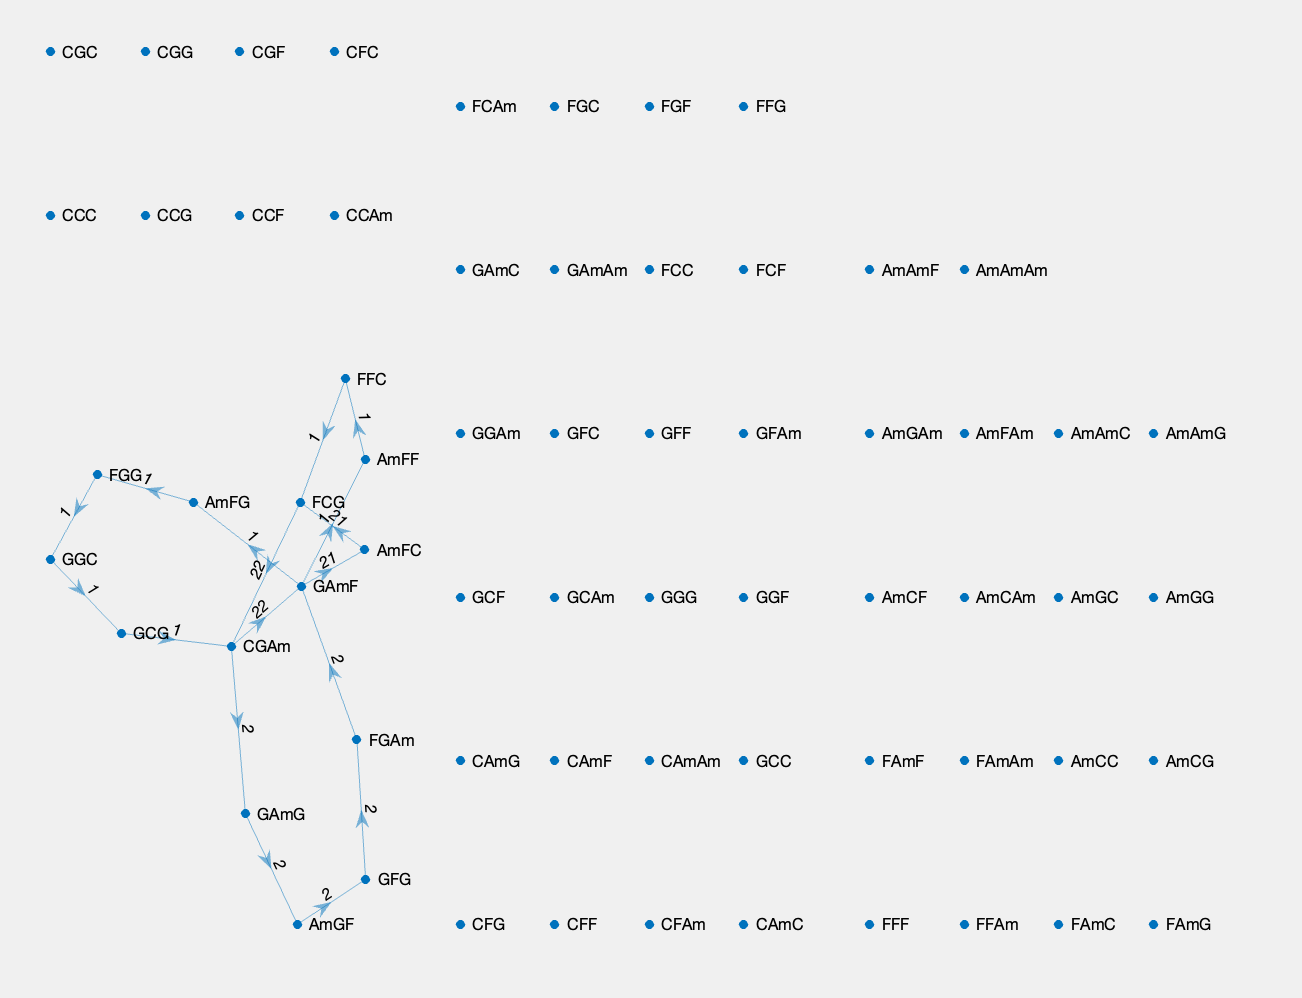 CGC CGG CGF CFC
FCAm FGC FGF FFG
CCC CCG CCF CCAm
GAmC GAmAm FCC FCF AmAmF AmAmAm
FFC
1 1
GGAm GFC GFF GFAm AmGAm AmFAm AmAmC AmAmG
AmFF
FGG 1 AmFG FCG
1 1 21 1
AmFC
GGC 22 21
1 GAmF
22 GCF GCAm GGG GGF AmCF AmCAm AmGC AmGG
GCG 1 CGAm
2
2 FGAm
CAmG CAmF CAmAm GCC FAmF FAmAm AmCC AmCG
GAmG 2
2 GFG
2
AmGF CFG CFF CFAm CAmC FFF FFAm FAmC FAmG